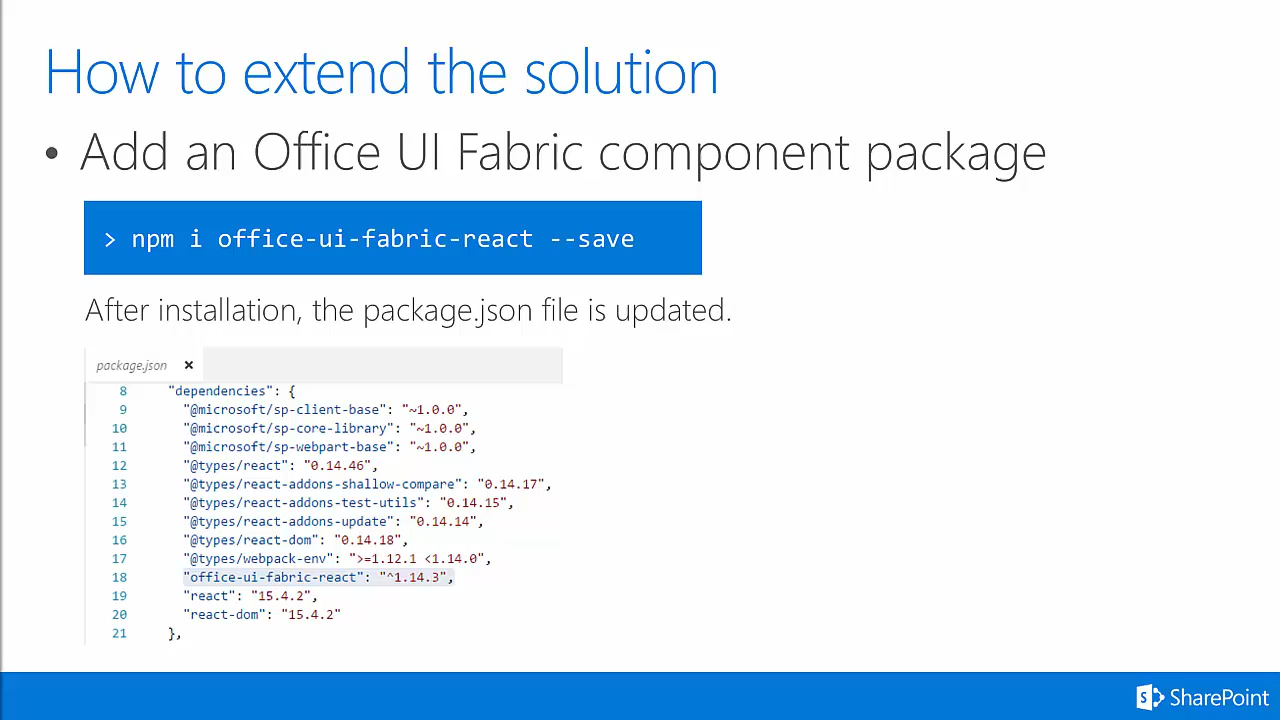 How to extend the solution
• Add an Office UI Fabric component package
> npm i office-ui-fabric-react --save
After installation, the package.json file is updated.
package.json ×
8 "dependencies": {
9 "@microsoft/sp-client-base": "~1.0.0",
10 "@microsoft/sp-core-library": "~1.0.0",
11 "@microsoft/sp-webpart-base": "~1.0.0",
12 "@types/react": "0.14.46",
13 "@types/react-addons-shallow-compare": "0.14.17",
14 "@types/react-addons-test-utils": "0.14.15",
15 "@types/react-addons-update": "0.14.14",
16 "@types/react-dom": "0.14.18",
17 "@types/webpack-env": ">=1.12.1 <1.14.0",
18 "office-ui-fabric-react": "^1.14.3",
19 "react": "15.4.2",
20 "react-dom": "15.4.2"
21 },
S SharePoint